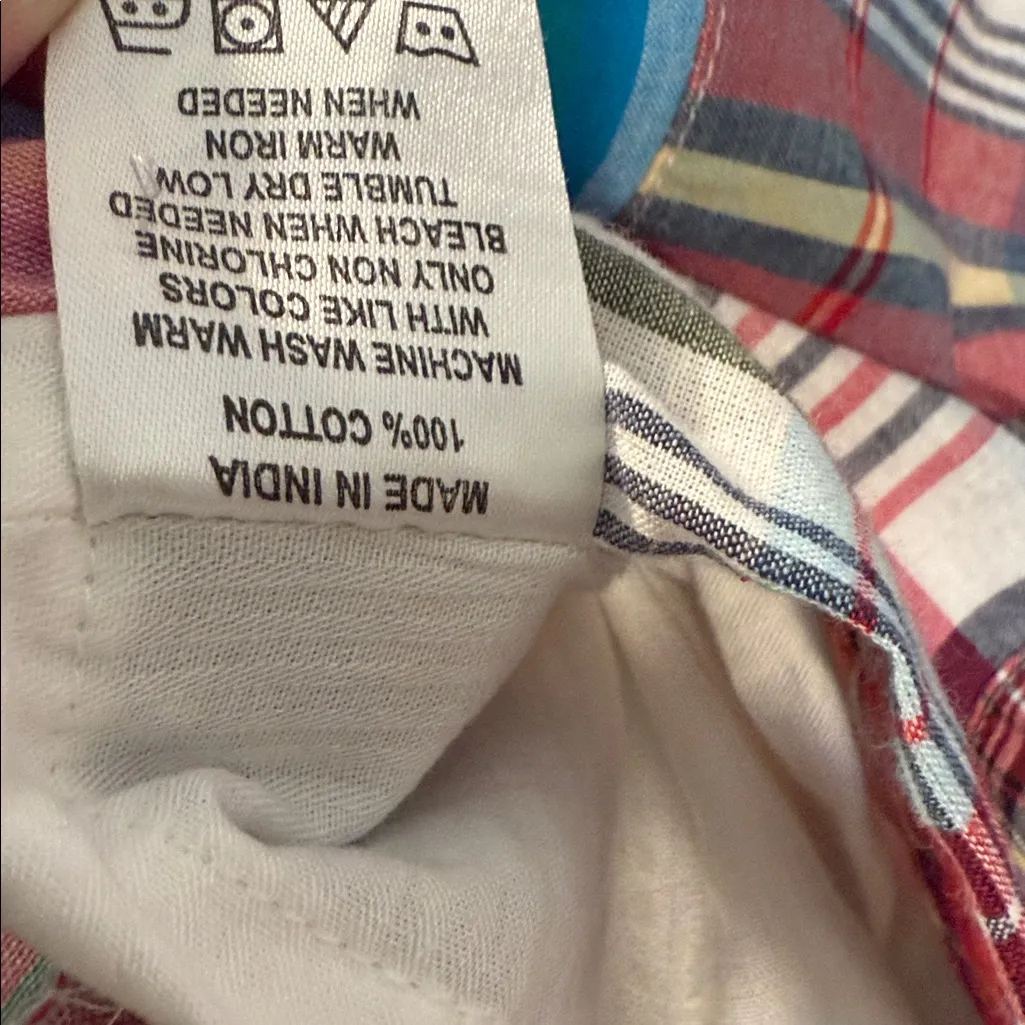 MADE IN INDIA
100% COTTON
MACHINE WASH WARM
WITH LIKE COLORS
ONLY NON CHLORINE
BLEACH WHEN NEEDED
TUMBLE DRY LOW
WARM IRON
WHEN NEEDED